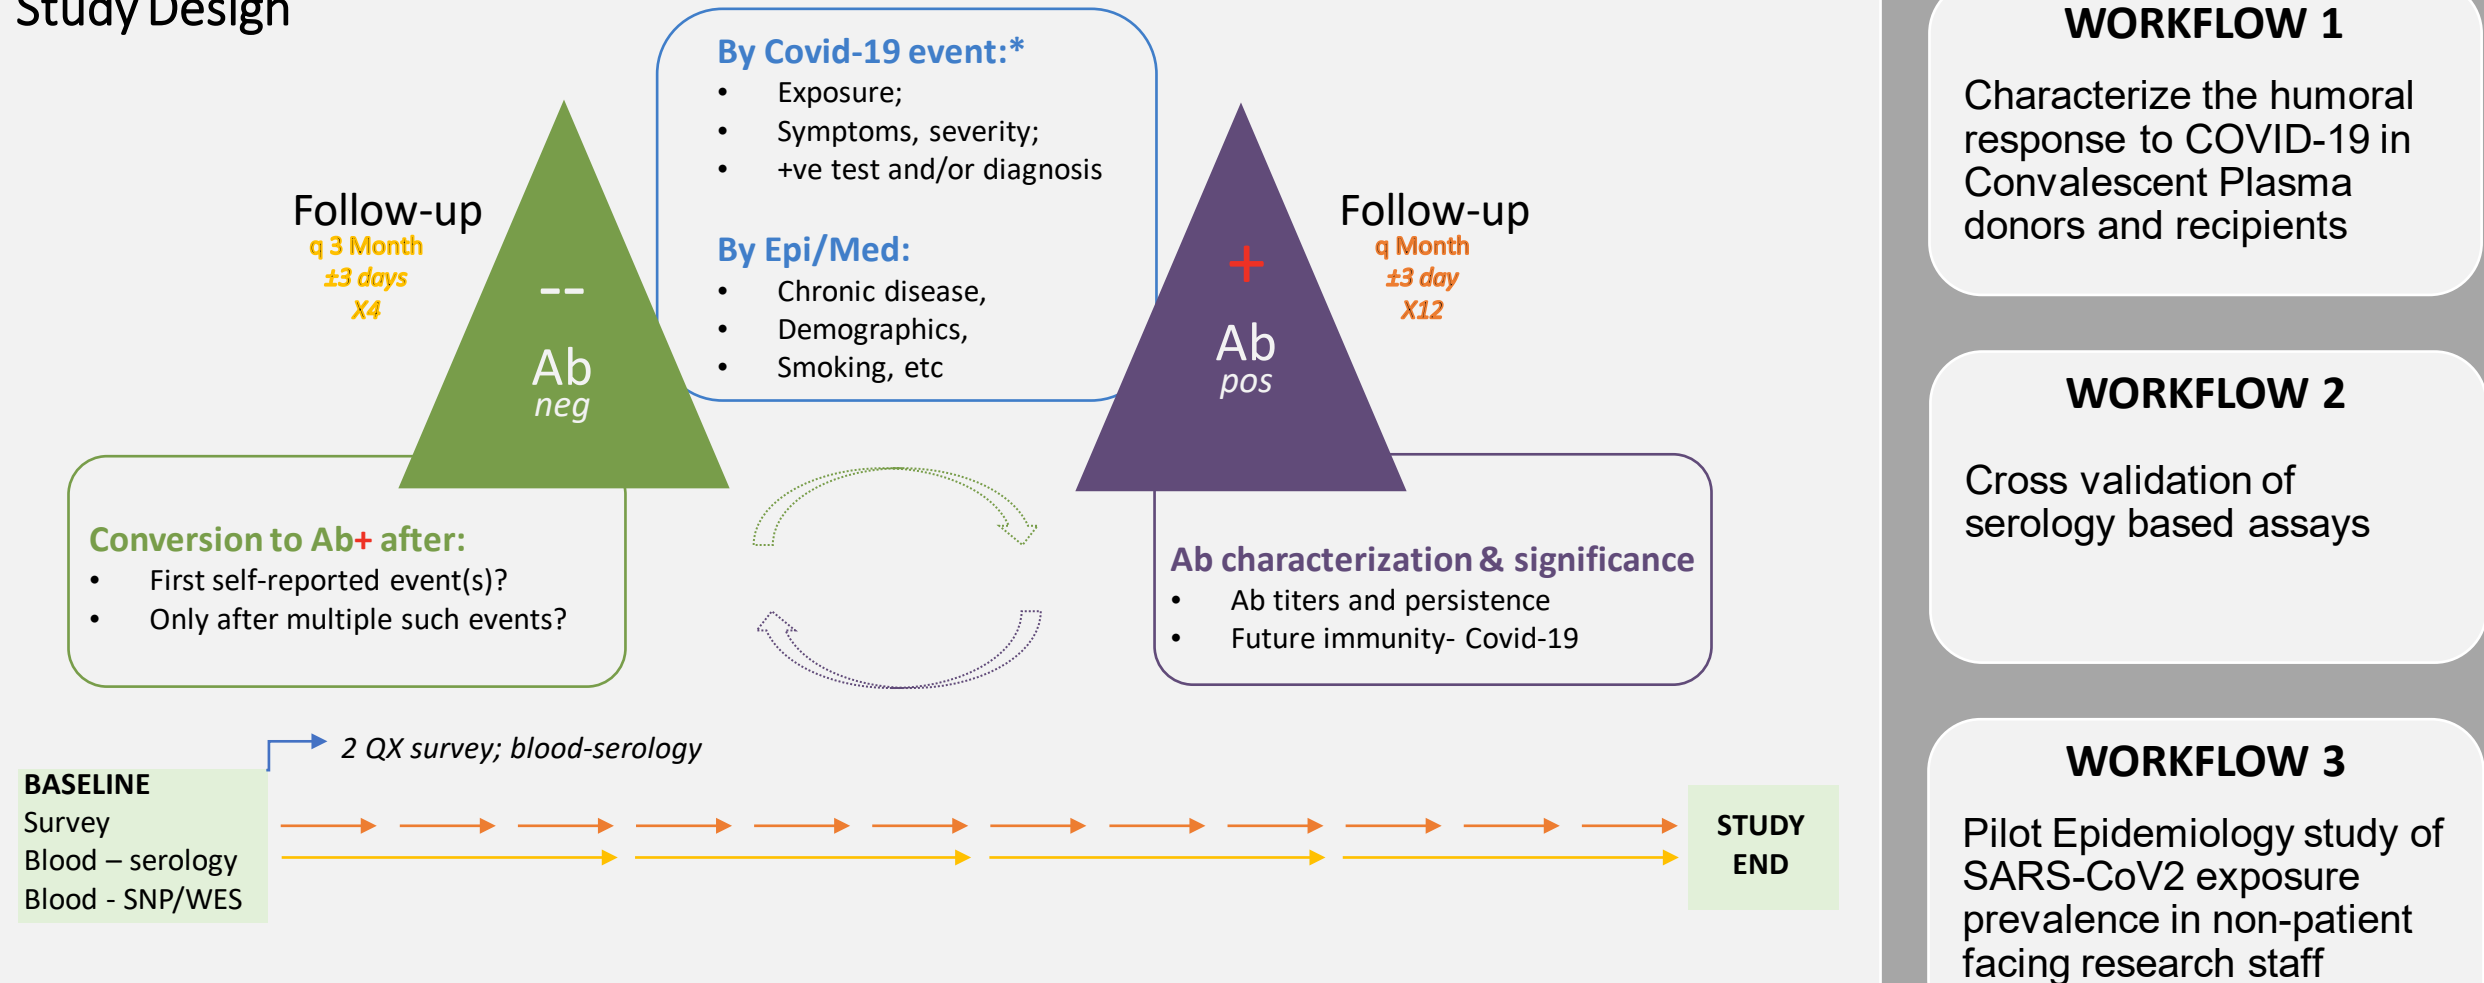 Study Design
By Covid-19 event:*
• Exposure;
• Symptoms, severity;
• +ve test and/or diagnosis
By Epi/Med:
• Chronic disease,
• Demographics,
• Smoking, etc
Follow-up
q 3 Month
±3 days
X4
--
Ab
neg
+
Ab
pos
Follow-up
q Month
±3 day
X12
Conversion to Ab+ after:
• First self-reported event(s)?
• Only after multiple such events?
Ab characterization & significance
• Ab titers and persistence
• Future immunity- Covid-19
2 QX survey; blood-serology
BASELINE
Survey
Blood – serology
Blood - SNP/WES
STUDY
END
WORKFLOW 1
Characterize the humoral
response to COVID-19 in
Convalescent Plasma
donors and recipients
WORKFLOW 2
Cross validation of
serology based assays
WORKFLOW 3
Pilot Epidemiology study of
SARS-CoV2 exposure
prevalence in non-patient
facing research staff